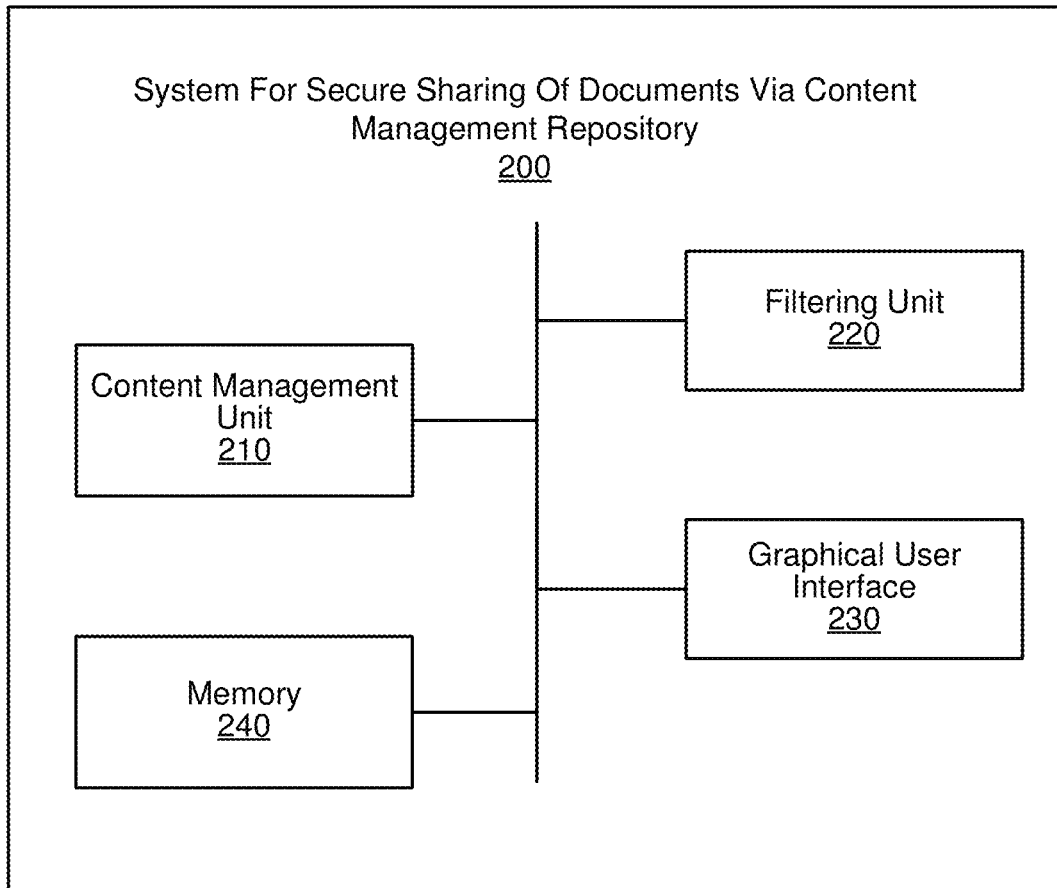 System For Secure Sharing Of Documents Via Content
Management Repository
200
Filtering Unit
220
Content Management
Unit
210
Graphical User
Interface
230
Memory
240